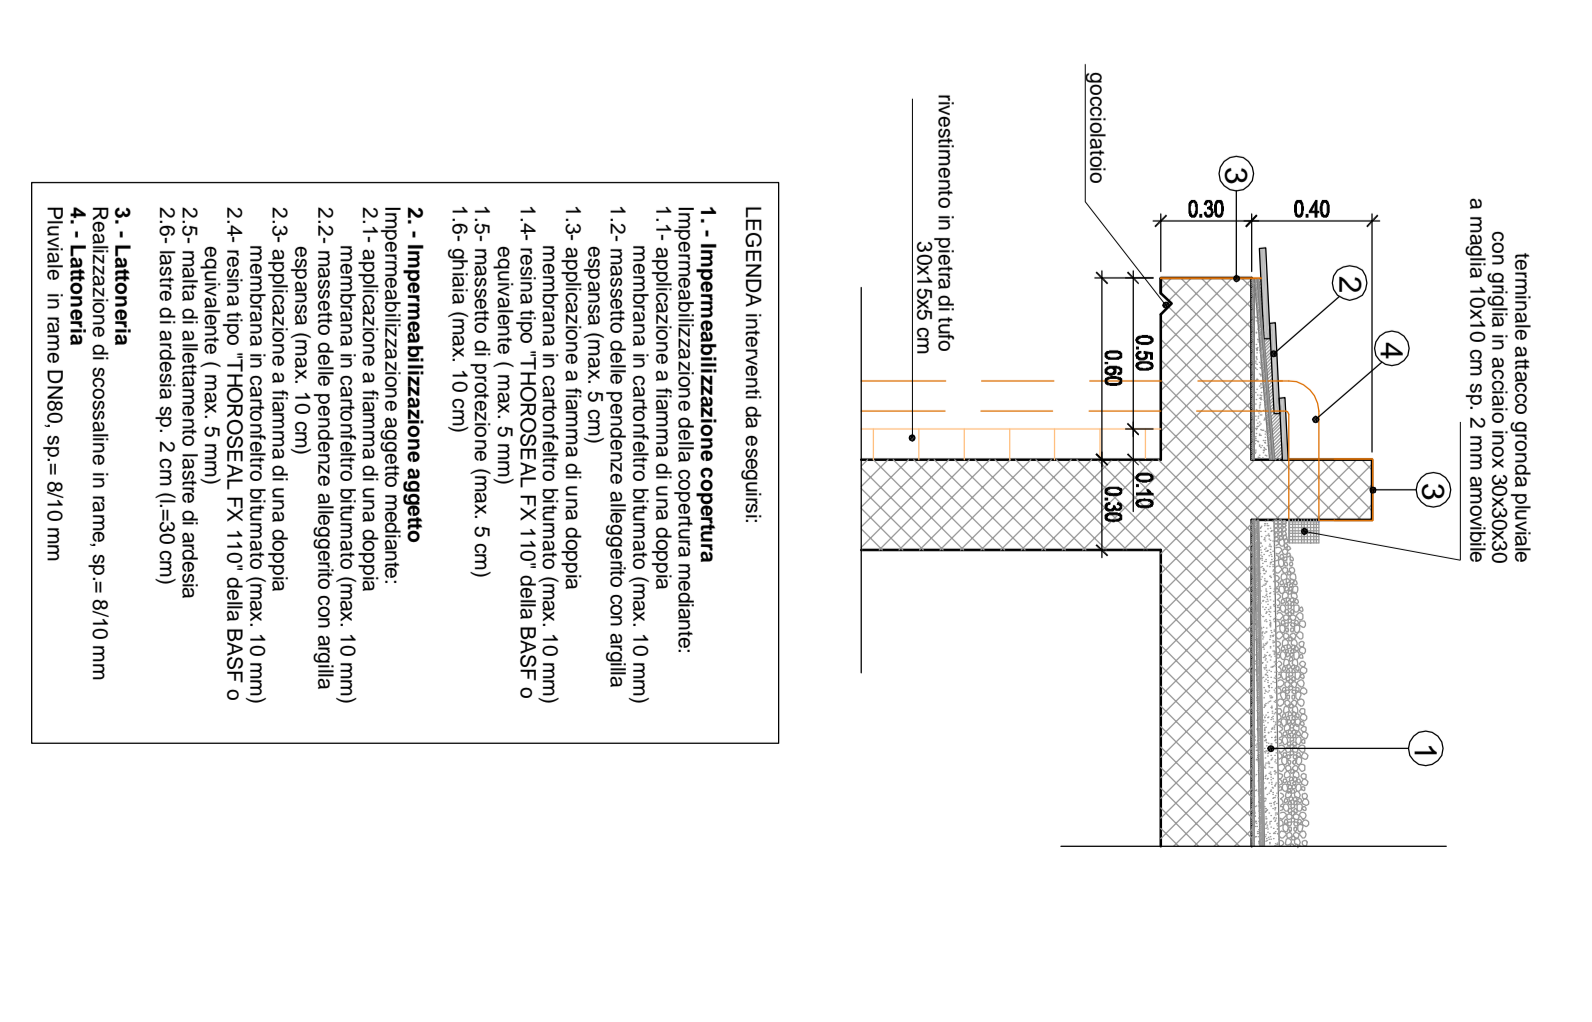 terminale attacco gronda pluviale
con griglia in acciaio inox 30x30x30
a maglia 10x10 cm sp. 2 mm amovibile
4
3
2
1
3
0.40
0.30
gocciolatoio
0.50
0.10
0.60
0.30
rivestimento in pietra di tufo
30x15x5 cm
LEGENDA interventi da eseguirsi:
1. - Impermeabilizzazione copertura
Impermeabilizzazione della copertura mediante:
1.1- applicazione a fiamma di una doppia
membrana in cartonfeltro bitumato (max. 10 mm)
1.2- massetto delle pendenze alleggerito con argilla
espansa (max. 5 cm)
1.3- applicazione a fiamma di una doppia
membrana in cartonfeltro bitumato (max. 10 mm)
1.4- resina tipo "THOROSEAL FX 110" della BASF o
equivalente ( max. 5 mm)
1.5- massetto di protezione (max. 5 cm)
1.6- ghiaia (max. 10 cm)
2. - Impermeabilizzazione aggetto
Impermeabilizzazione aggetto mediante:
2.1- applicazione a fiamma di una doppia
membrana in cartonfeltro bitumato (max. 10 mm)
2.2- massetto delle pendenze alleggerito con argilla
espansa (max. 10 cm)
2.3- applicazione a fiamma di una doppia
membrana in cartonfeltro bitumato (max. 10 mm)
2.4- resina tipo "THOROSEAL FX 110" della BASF o
equivalente ( max. 5 mm)
2.5- malta di allettamento lastre di ardesia
2.6- lastre di ardesia sp. 2 cm (l.=30 cm)
3. - Lattoneria
Realizzazione di scossaline in rame, sp.= 8/10 mm
4. - Lattoneria
Pluviale in rame DN80, sp.= 8/10 mm